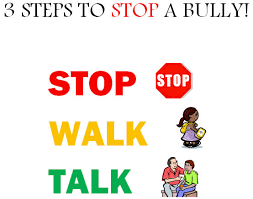 3 STEPS TO STOP A BULLY!
STOP STOP
WALK
TALK